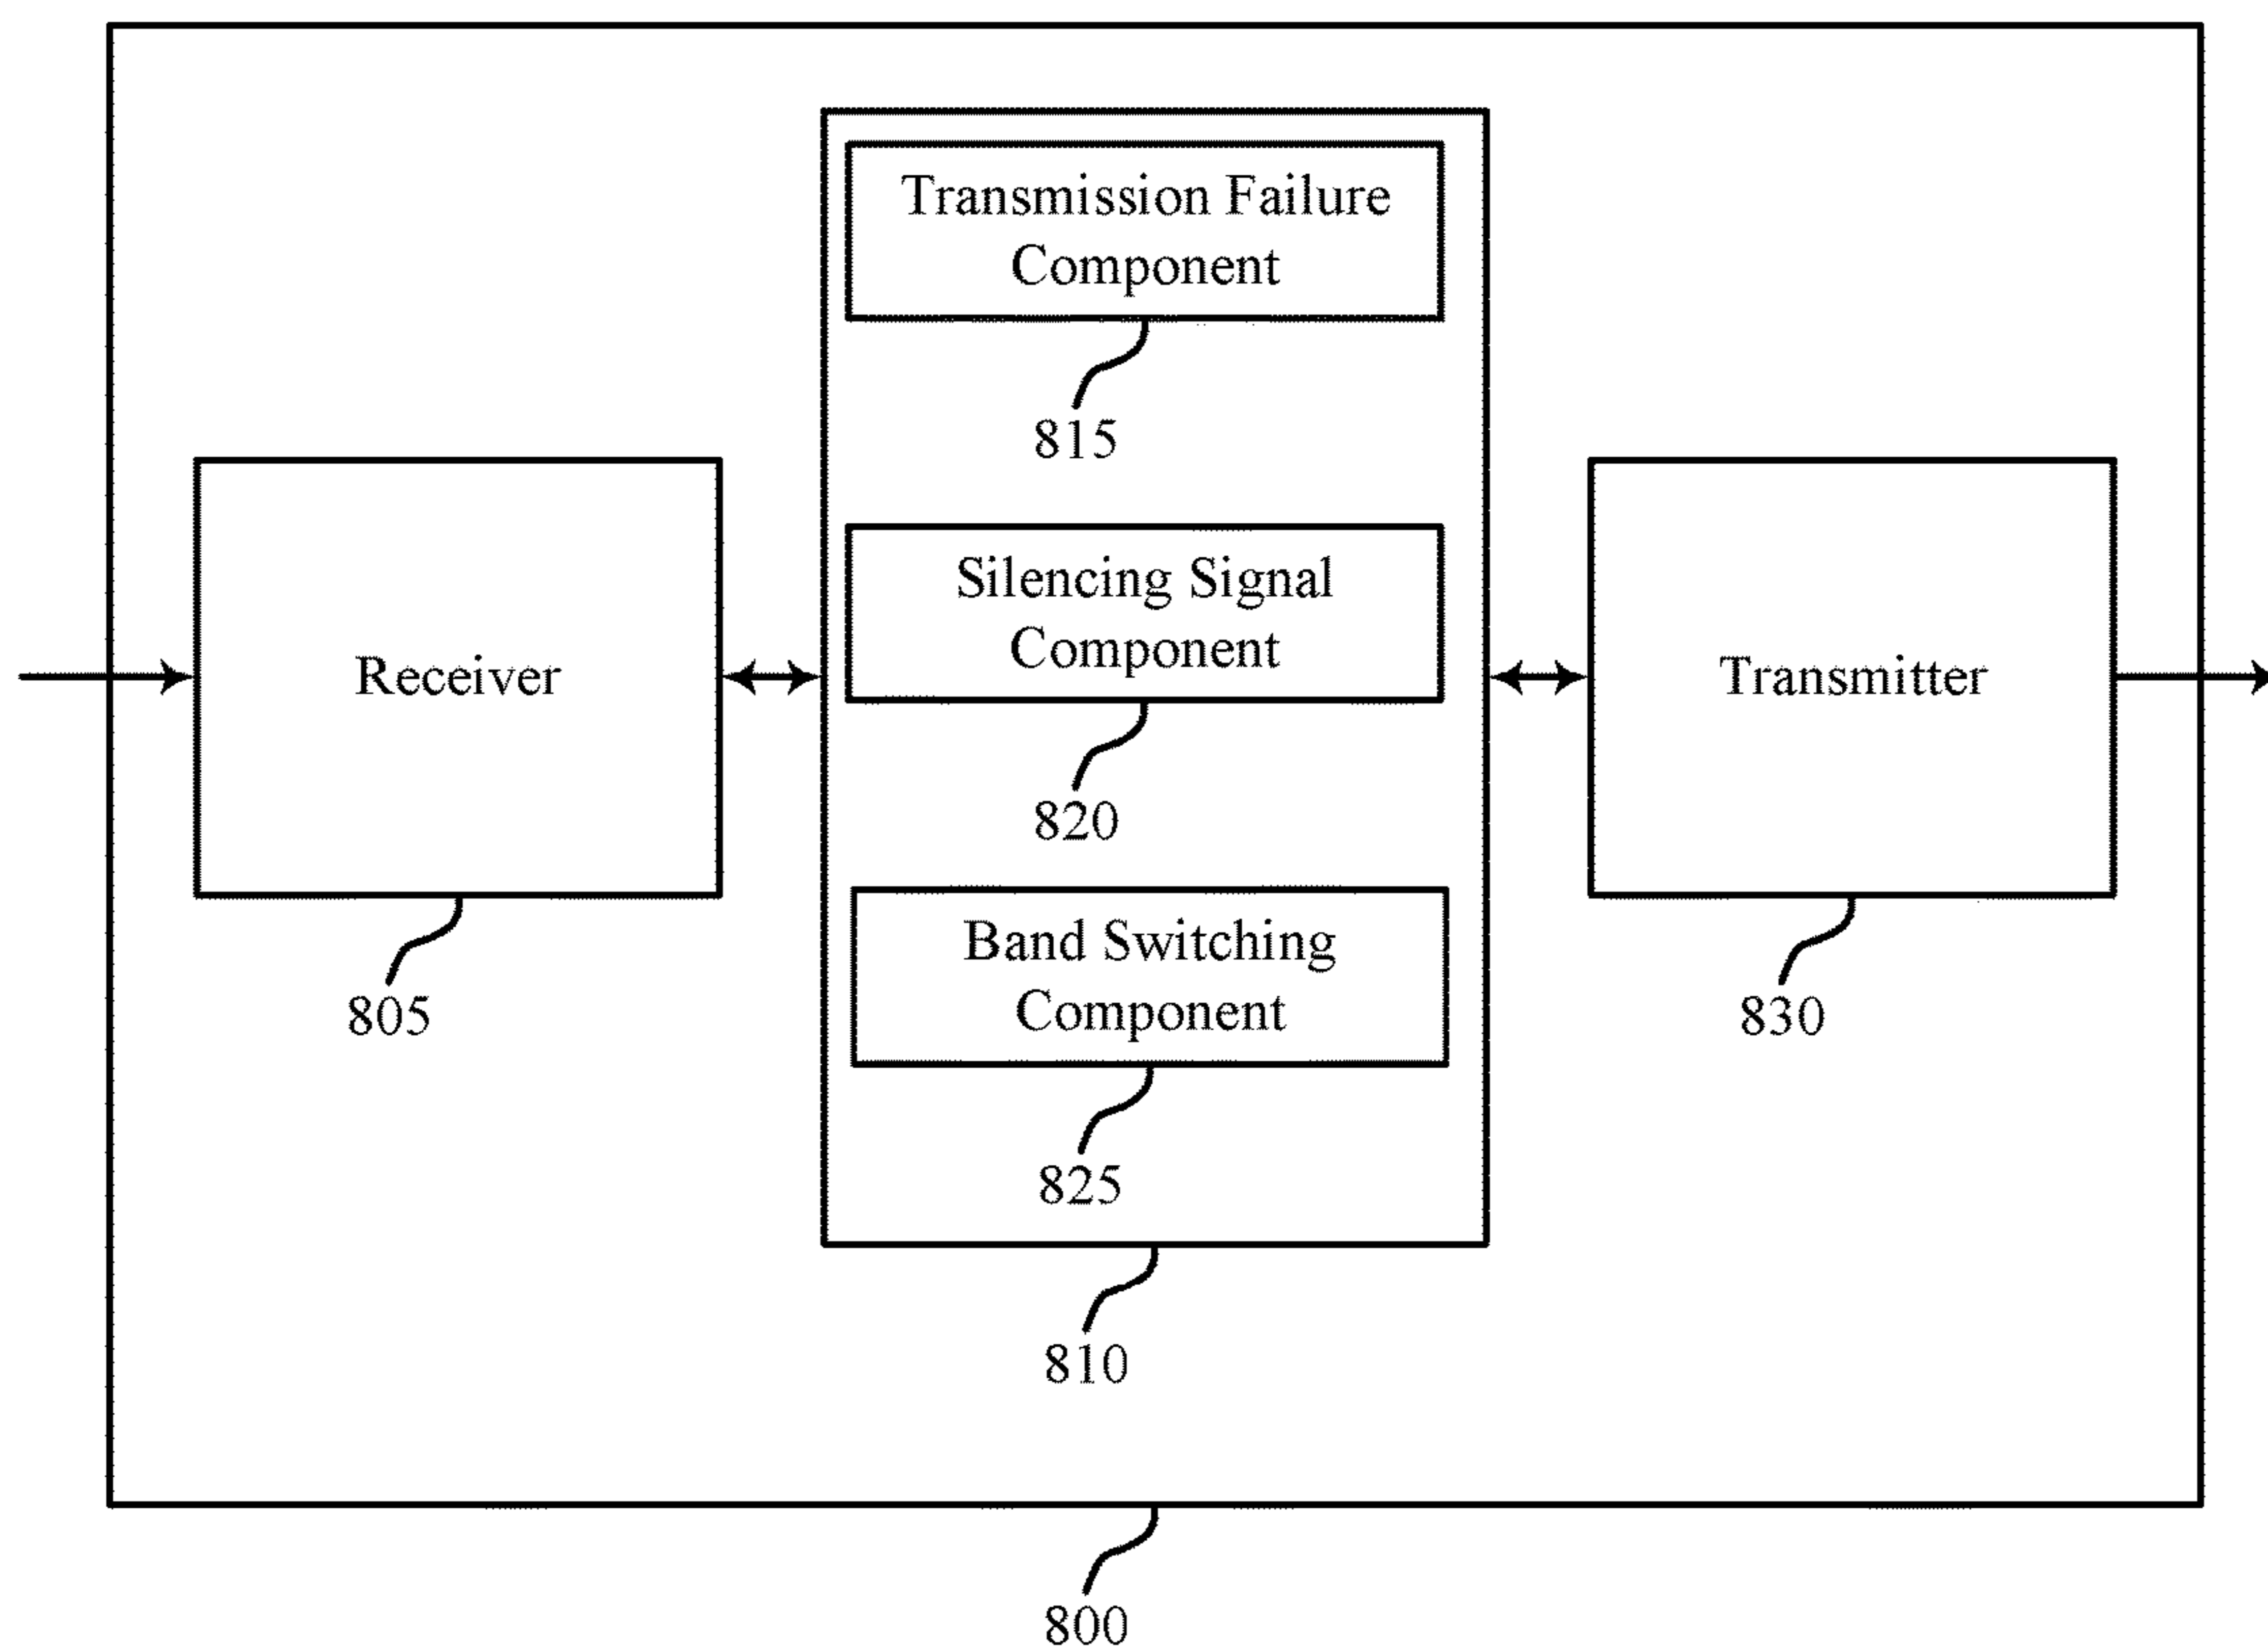 Transmission Failure
Component
815
Receiver
805
Silencing Signal
Component
820
Band Switching
Component
825
810
Transmitter
830
800